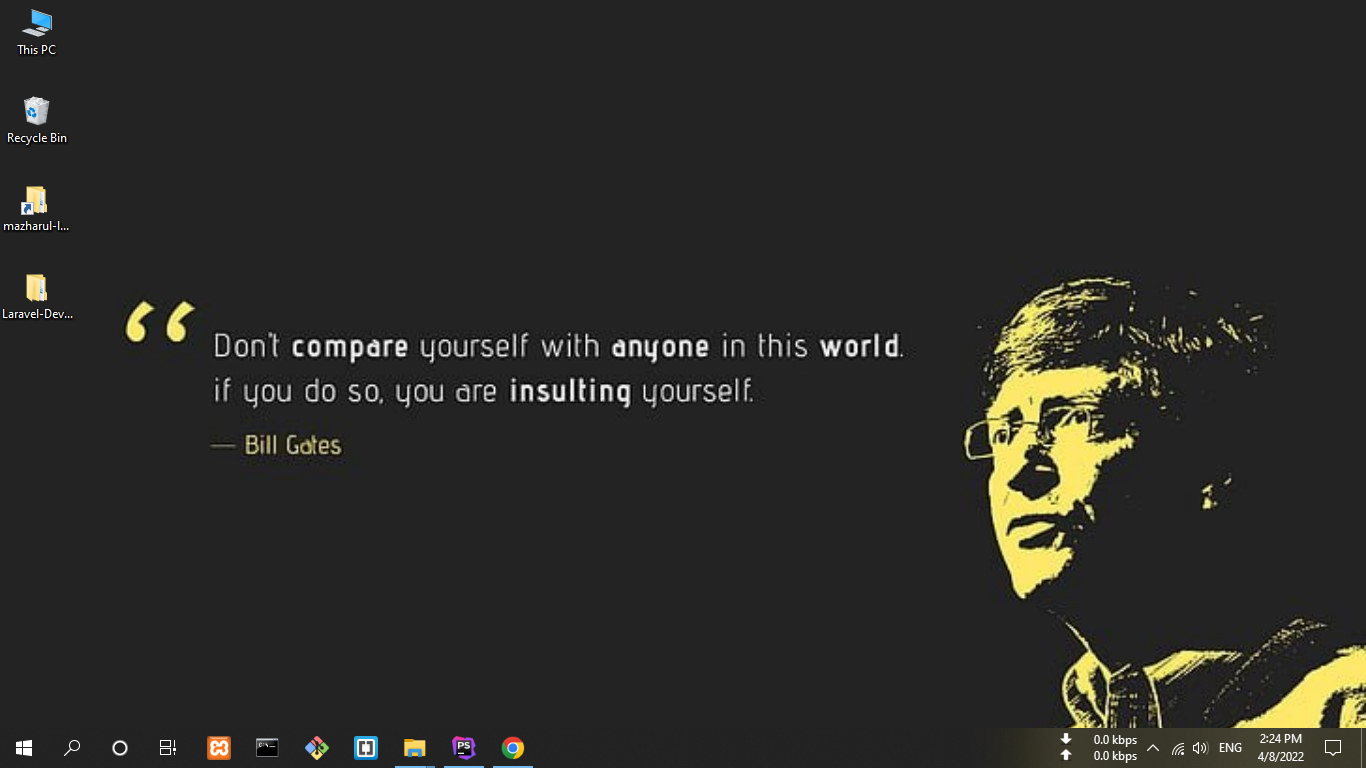 This PC
Recycle Bin
mazharul-I...
Laravel-Dev...
“
Don't compare yourself with anyone in this world.
if you do so, you are insulting yourself.
— Bill Gates
PS
0.0 kbps
0.0 kbps
ENG
2:24 PM
4/8/2022